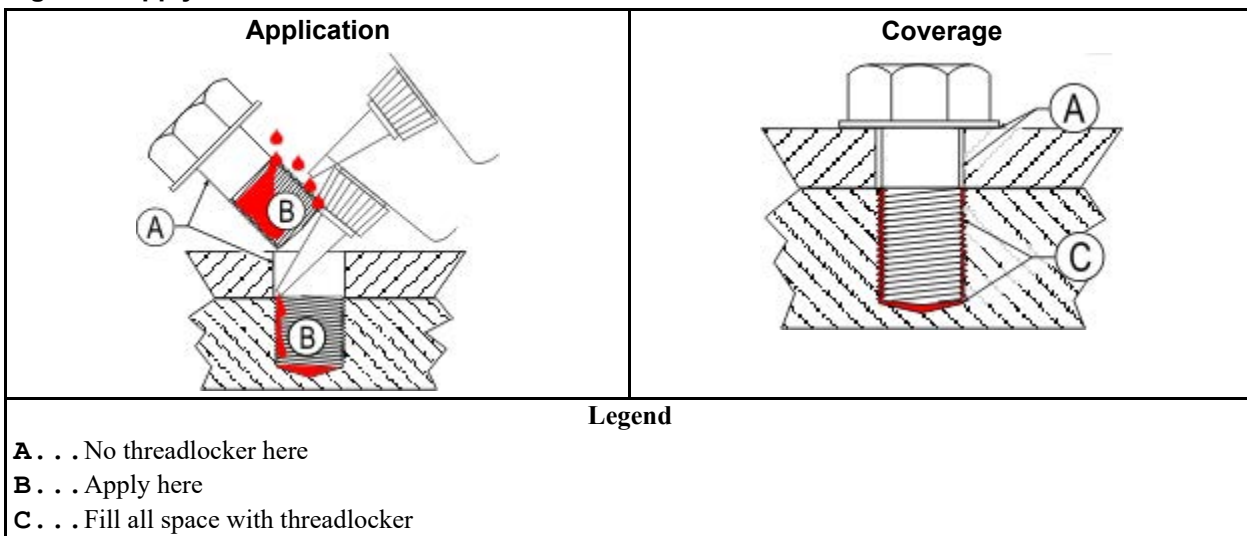 Application
Coverage
A
B
B
A
C
Legend
A...No threadlocker here
B...Apply here
C...Fill all space with threadlocker